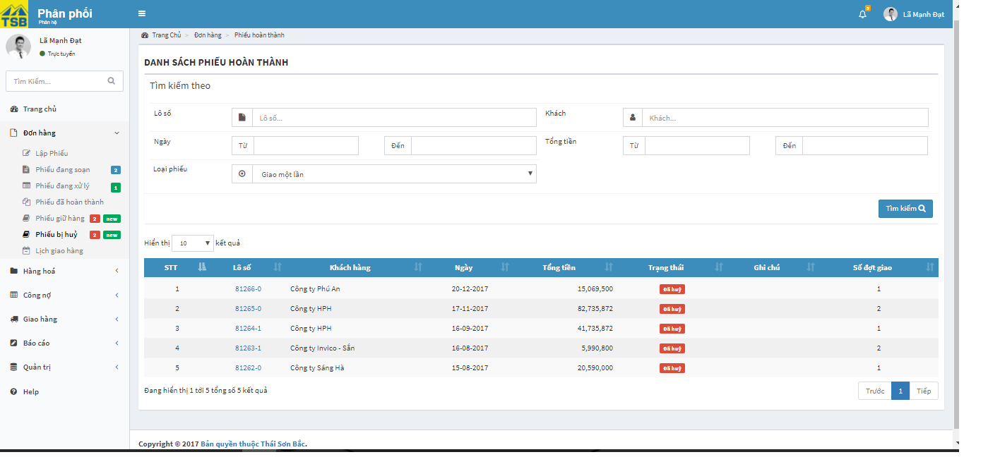 TSB
Phân phối
Phân hệ
9
Lã Mạnh Đạt
Lã Mạnh Đạt
Trực tuyến
Tìm Kiếm...
Trang chủ
Đơn hàng
Lập Phiếu
Phiếu đang soạn 2
Phiếu đang xử lý 1
Phiếu đã hoàn thành
Phiếu giữ hàng 2 new
Phiếu bị huỷ 2 new
Lịch giao hàng
Hàng hoá
Công nợ
Giao hàng
Báo cáo
Quản trị
Help
Trang Chủ > Đơn hàng > Phiếu hoàn thành
DANH SÁCH PHIẾU HOÀN THÀNH
Tìm kiếm theo
Lô số Lô số... Khách Khách...
Ngày Từ Đến Tổng tiền Từ Đến
Loại phiếu Giao một lần
Tìm kiếm
Hiển thị 10 kết quả
STT Lô số Khách hàng Ngày Tổng tiền Trạng thái Ghi chú Số đợt giao
1 81266-0 Công ty Phú An 20-12-2017 15,069,500 Đã huỷ 1
2 81265-0 Công ty HPH 17-11-2017 82,735,872 Đã huỷ 2
3 81264-1 Công ty HPH 16-09-2017 41,735,872 Đã huỷ 1
4 81263-1 Công ty Invico - Sắn 16-08-2017 5,990,800 Đã huỷ 2
5 81262-0 Công ty Sáng Hà 15-08-2017 20,590,000 Đã huỷ 1
Đang hiển thị 1 tới 5 tổng số 5 kết quả
Trước 1 Tiếp
Copyright © 2017 Bản quyền thuộc Thái Sơn Bắc.